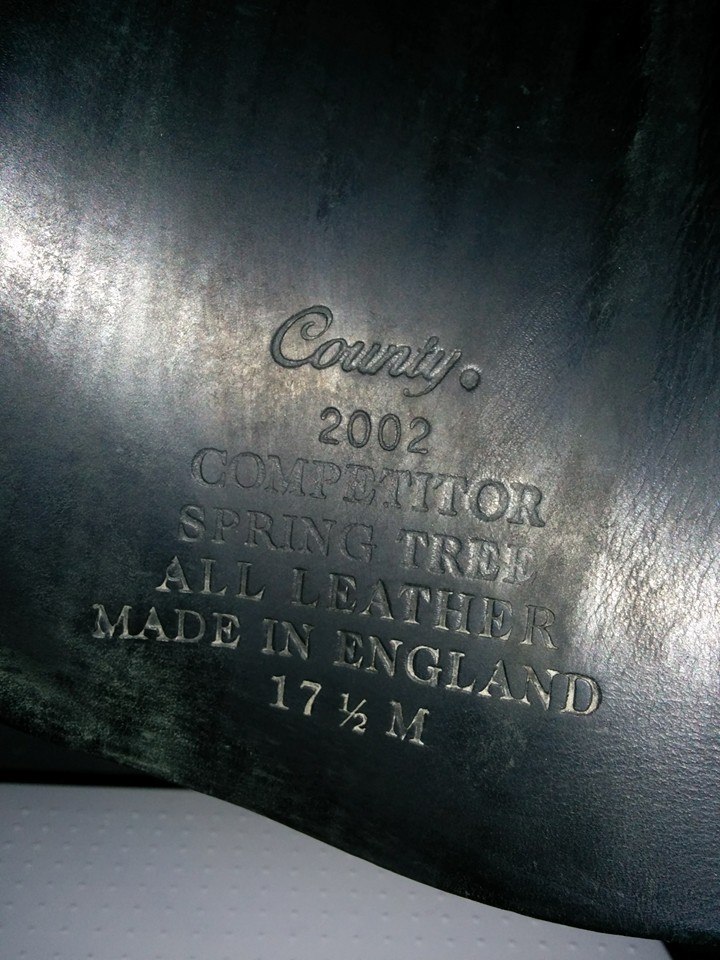 County.
2002
COMPETITOR
SPRING TREE
ALL LEATHER
MADE IN ENGLAND
17 ½ M